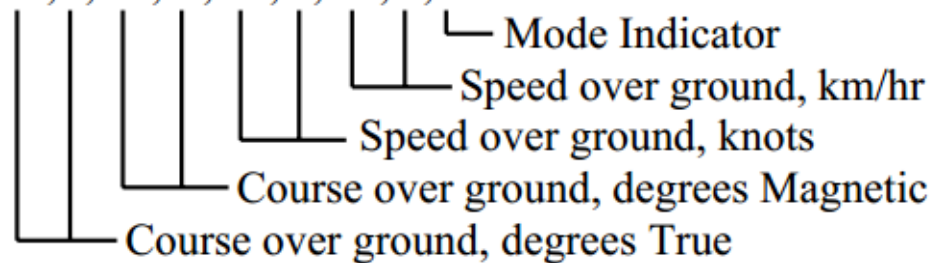 Mode Indicator
Speed over ground, km/hr
Speed over ground, knots
Course over ground, degrees Magnetic
Course over ground, degrees True